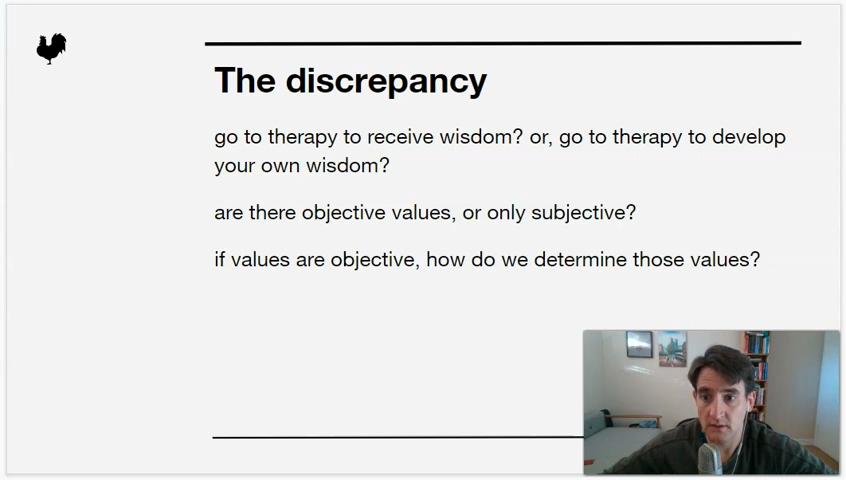 The discrepancy
go to therapy to receive wisdom? or, go to therapy to develop
your own wisdom?
are there objective values, or only subjective?
if values are objective, how do we determine those values?